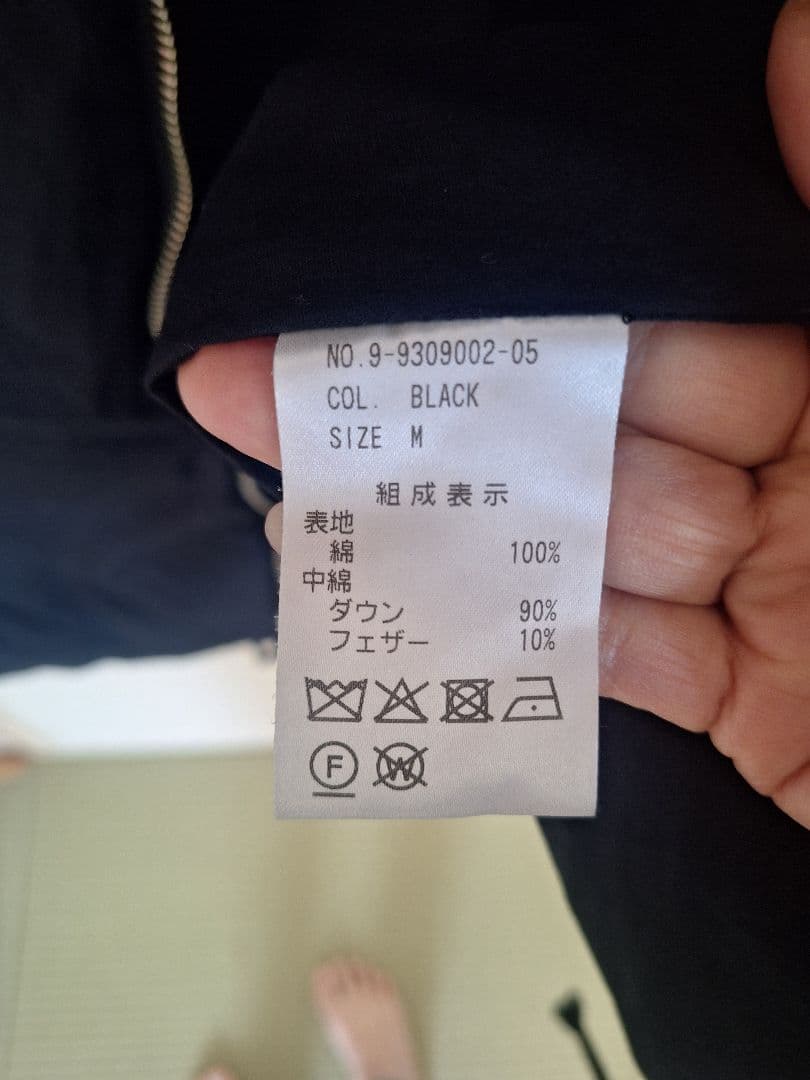 NO.9-9309002-05
COL. BLACK
SIZE M
組成表示
表地
綿 100%
中綿
ダウン 90%
フェザー 10%
F W